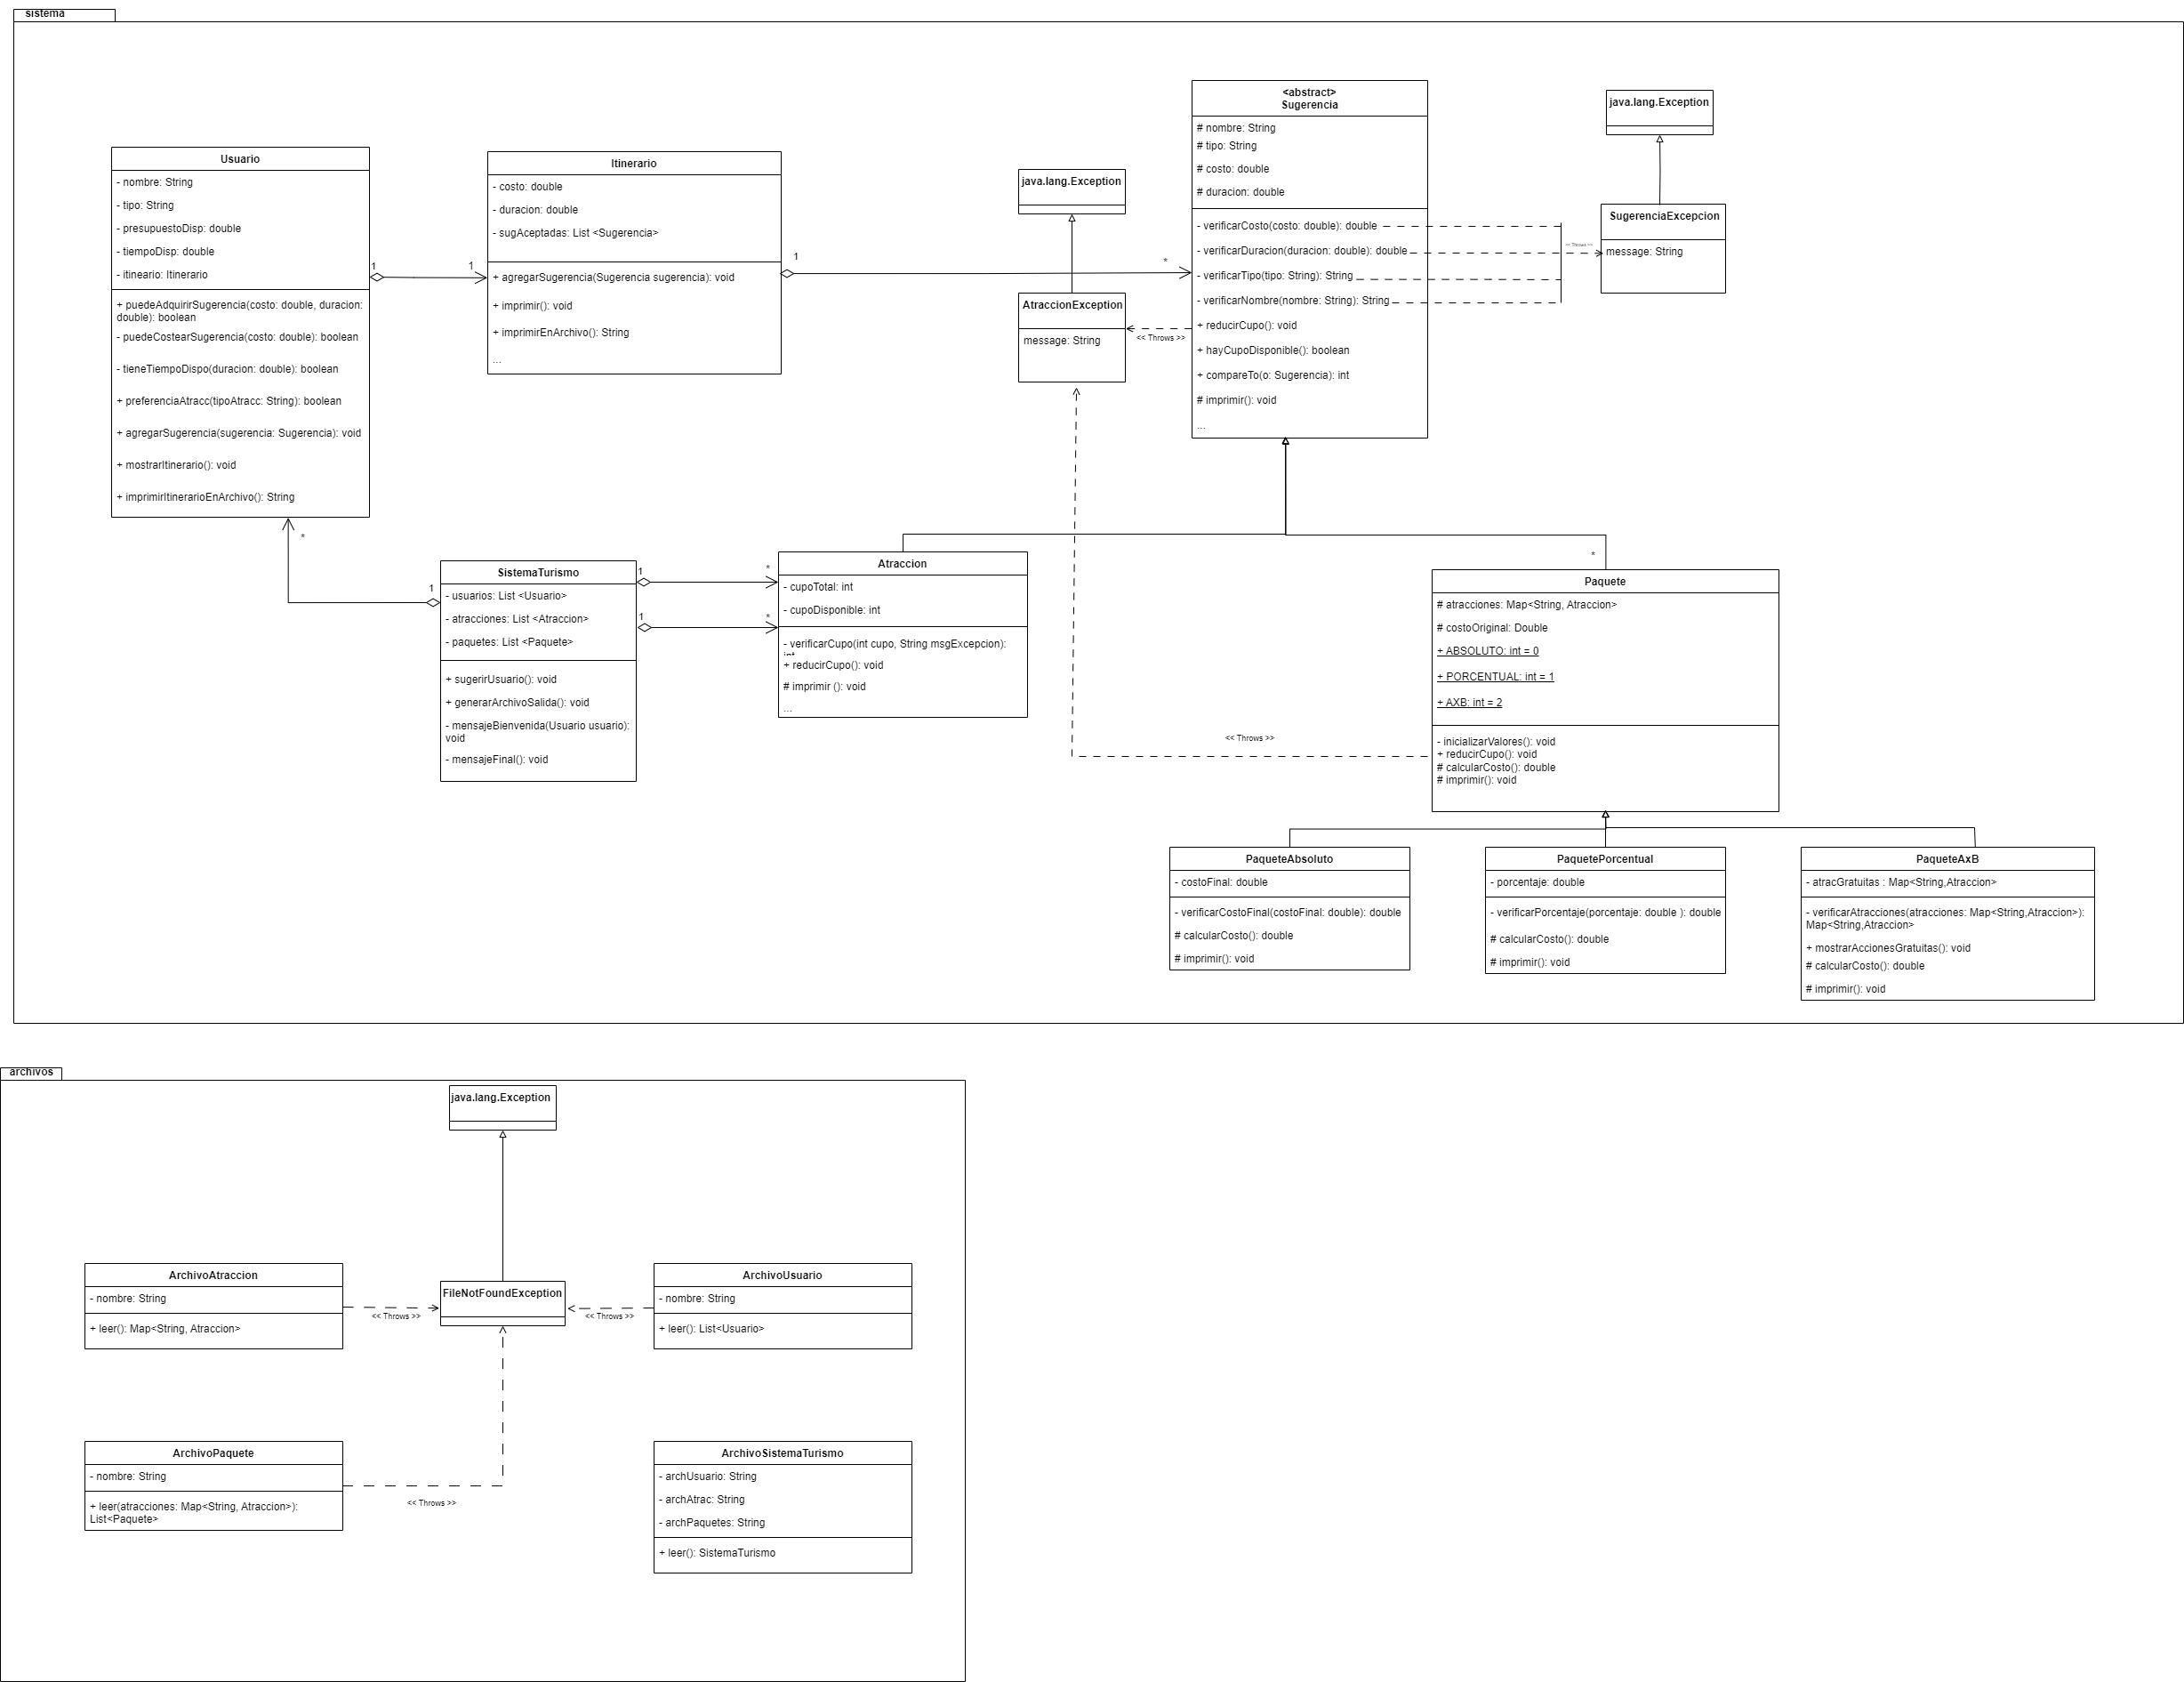 sistema
Usuario
- nombre: String
- tipo: String
- presupuestoDisp: double
- tiempoDisp: double
- itineario: Itinerario
+ puedeAdquirirSugerencia(costo: double, duracion:
double): boolean
- puedeCostearSugerencia(costo: double): boolean
- tieneTiempoDispo(duracion: double): boolean
+ preferenciaAtracc(tipoAtracc: String): boolean
+ agregarSugerencia(sugerencia: Sugerencia): void
+ mostrarItinerario(): void
+ imprimirItinerarioEnArchivo(): String
1
1
Itinerario
- costo: double
- duracion: double
- sugAceptadas: List <Sugerencia>
+ agregarSugerencia(Sugerencia sugerencia): void
+ imprimir(): void
+ imprimirEnArchivo(): String
...
1
*
java.lang.Exception
AtraccionException
message: String
<< Throws >>
<abstract>
Sugerencia
# nombre: String
# tipo: String
# costo: double
# duracion: double
- verificarCosto(costo: double): double
- verificarDuracion(duracion: double): double
- verificarTipo(tipo: String): String
- verificarNombre(nombre: String): String
+ reducirCupo(): void
+ hayCupoDisponible(): boolean
+ compareTo(o: Sugerencia): int
# imprimir(): void
...
<< Throws >>
java.lang.Exception
SugerenciaExcepcion
message: String
*
1
SistemaTurismo
- usuarios: List <Usuario>
- atracciones: List <Atraccion>
- paquetes: List <Paquete>
+ sugerirUsuario(): void
+ generarArchivoSalida(): void
- mensajeBienvenida(Usuario usuario):
void
- mensajeFinal(): void
1
*
1
*
Atraccion
- cupoTotal: int
- cupoDisponible: int
- verificarCupo(int cupo, String msgExcepcion):
int
+ reducirCupo(): void
# imprimir (): void
...
<< Throws >>
*
Paquete
# atracciones: Map<String, Atraccion>
# costoOriginal: Double
+ ABSOLUTO: int = 0
+ PORCENTUAL: int = 1
+ AXB: int = 2
- inicializarValores(): void
+ reducirCupo(): void
# calcularCosto(): double
# imprimir(): void
PaqueteAbsoluto
- costoFinal: double
- verificarCostoFinal(costoFinal: double): double
# calcularCosto(): double
# imprimir(): void
PaquetePorcentual
- porcentaje: double
- verificarPorcentaje(porcentaje: double ): double
# calcularCosto(): double
# imprimir(): void
PaqueteAxB
- atracGratuitas : Map<String,Atraccion>
- verificarAtracciones(atracciones: Map<String,Atraccion>):
Map<String,Atraccion>
+ mostrarAccionesGratuitas(): void
# calcularCosto(): double
# imprimir(): void
archivos
java.lang.Exception
ArchivoAtraccion
- nombre: String
+ leer(): Map<String, Atraccion>
<< Throws >>
FileNotFoundException
<< Throws >>
ArchivoUsuario
- nombre: String
+ leer(): List<Usuario>
ArchivoPaquete
- nombre: String
+ leer(atracciones: Map<String, Atraccion>):
List<Paquete>
<< Throws >>
ArchivoSistemaTurismo
- archUsuario: String
- archAtrac: String
- archPaquetes: String
+ leer(): SistemaTurismo